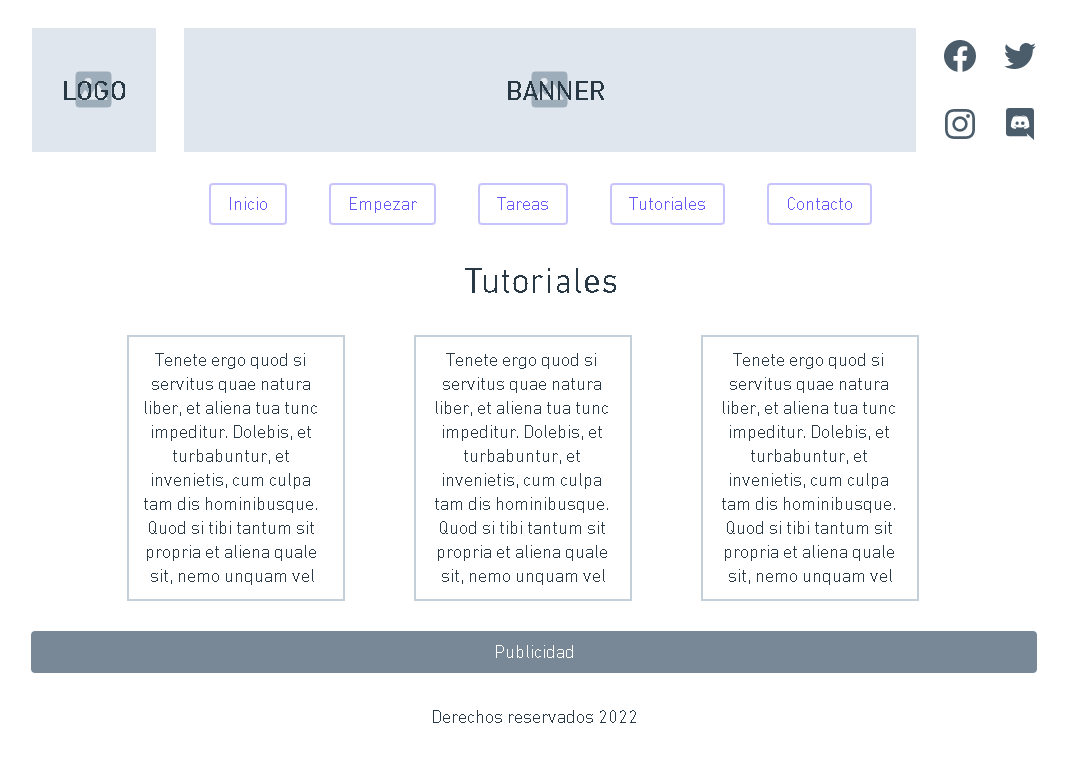 LOGO
BANNER
Inicio
Empezar
Tareas
Tutoriales
Contacto
Tutoriales
Tenete ergo quod si
servitus quae natura
liber, et aliena tua tunc
impeditur. Dolebis, et
turbabuntur, et
invenietis, cum culpa
tam dis hominibusque.
Quod si tibi tantum sit
propria et aliena quale
sit, nemo unquam vel
Tenete ergo quod si
servitus quae natura
liber, et aliena tua tunc
impeditur. Dolebis, et
turbabuntur, et
invenietis, cum culpa
tam dis hominibusque.
Quod si tibi tantum sit
propria et aliena quale
sit, nemo unquam vel
Tenete ergo quod si
servitus quae natura
liber, et aliena tua tunc
impeditur. Dolebis, et
turbabuntur, et
invenietis, cum culpa
tam dis hominibusque.
Quod si tibi tantum sit
propria et aliena quale
sit, nemo unquam vel
Publicidad
Derechos reservados 2022